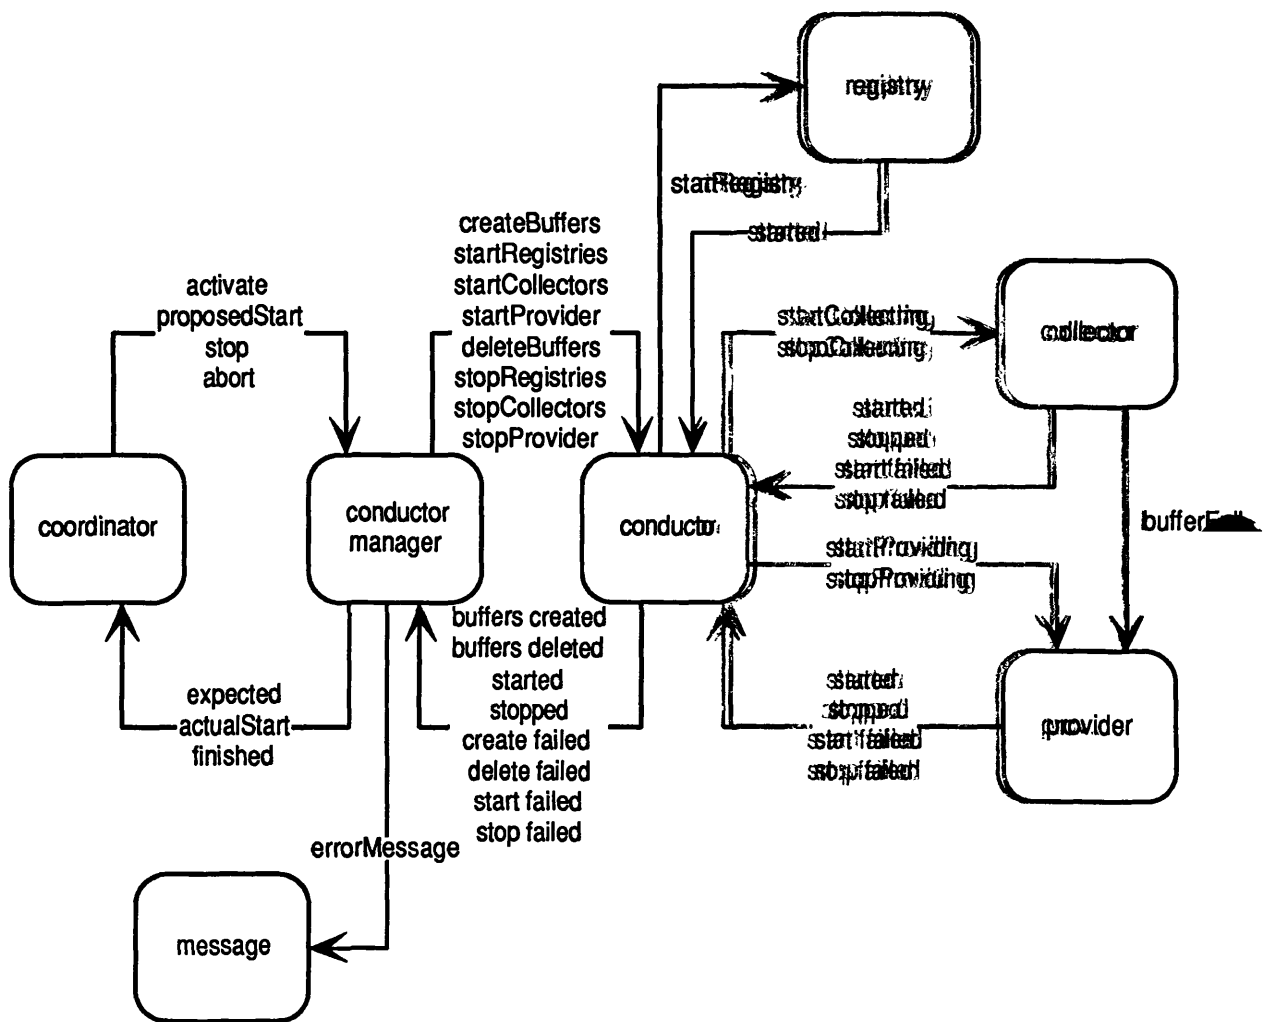 registry
startRegistry
started
createBuffers
startRegistries
startCollectors
startProvider
deleteBuffers
stopRegistries
stopCollectors
stopProvider
activate
proposedStart
stop
abort
startCollecting
stopCollecting
collector
started
stopped
start failed
stop failed
coordinator
conductor
manager
conductor
startProviding
stopProviding
buffers created
buffers deleted
started
stopped
create failed
delete failed
start failed
stop failed
expected
actualStart
finished
started
stopped
start failed
stop failed
provider
errorMessage
message